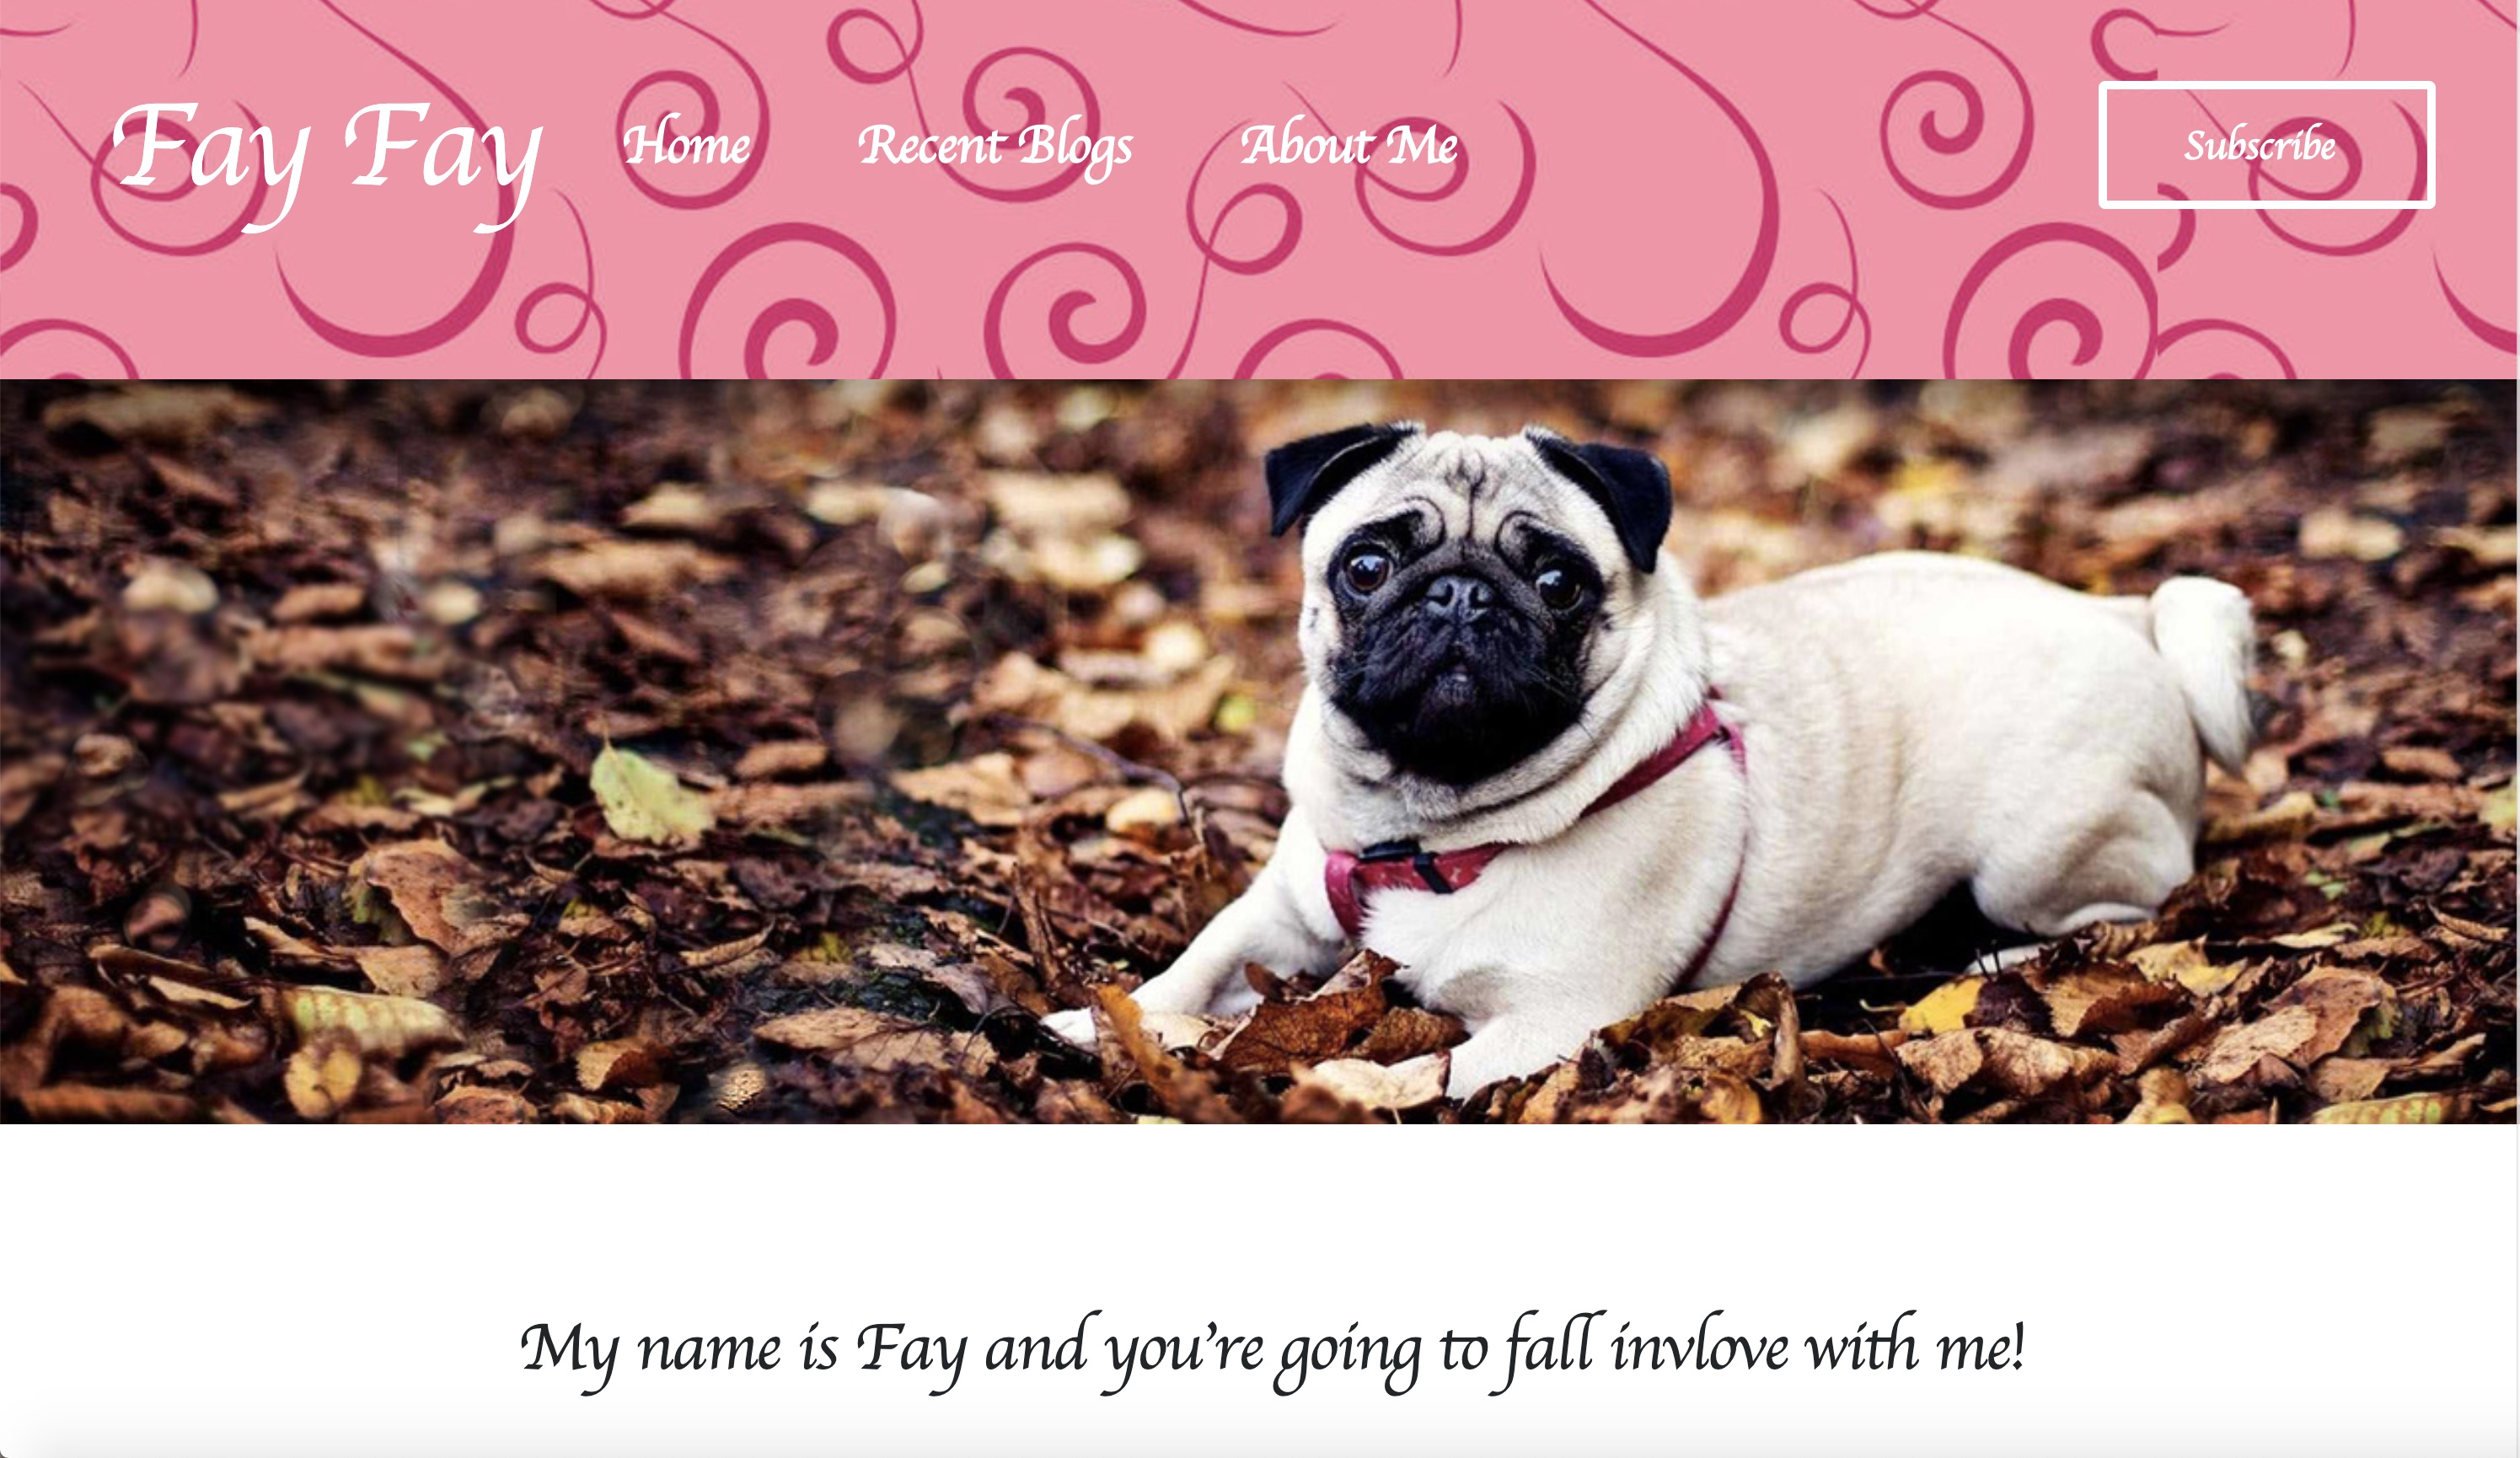 Fay Fay
Home
Recent Blogs
About Me
Subscribe
My name is Fay and you're going to fall invlove with me!